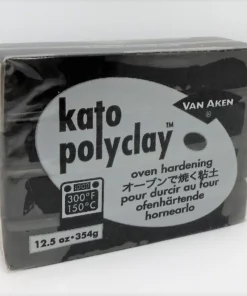 VAN AKEN
®
kato
polyclay™
oven hardening
オーブンで焼く粘土
pour durcir au four
ofenhärtende
hornearlo
300°F
150°C
12.5 oz • 354g